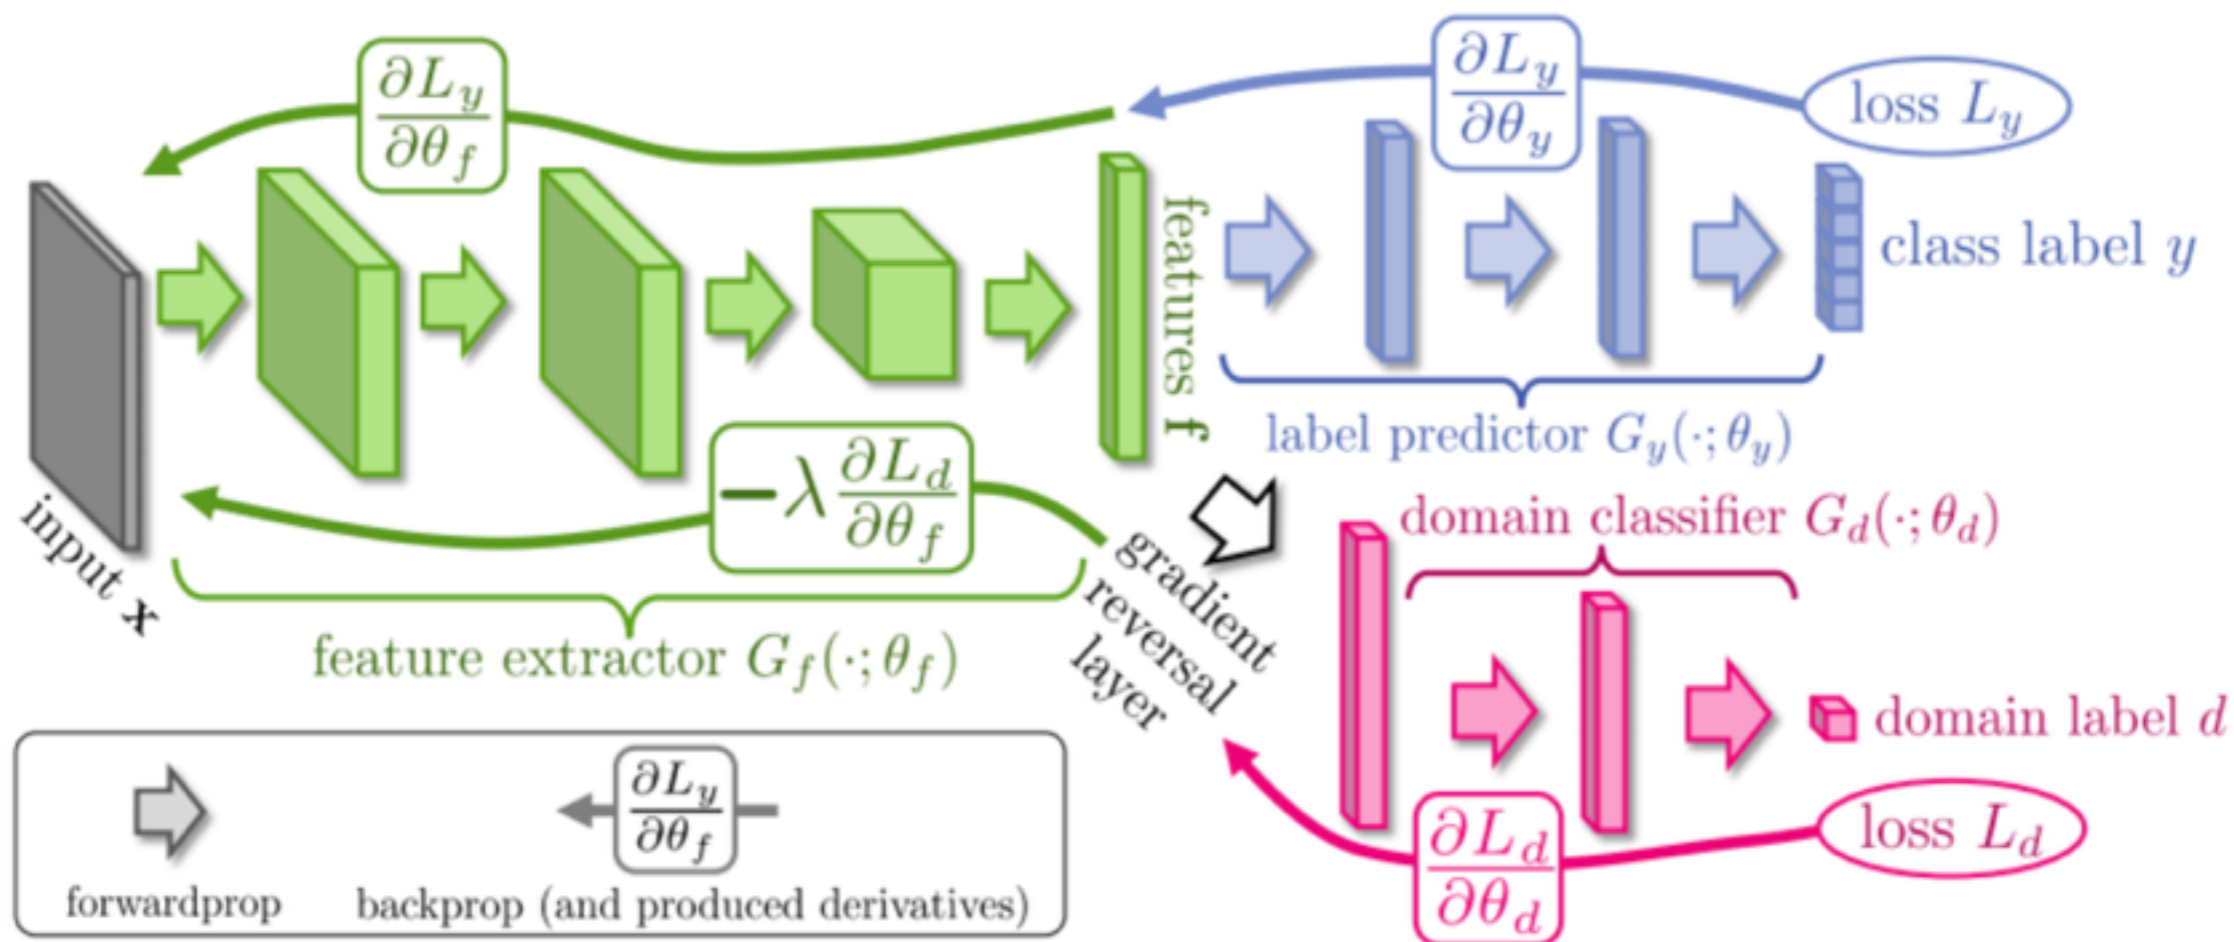 ∂L_y/∂θ_f
∂L_y/∂θ_y
loss L_y
features f
class label y
label predictor G_y(·; θ_y)
input x
−λ ∂L_d/∂θ_f
feature extractor G_f(·; θ_f)
gradient
reversal
layer
domain classifier G_d(·; θ_d)
domain label d
∂L_d/∂θ_d
loss L_d
∂L_y/∂θ_f
forwardprop
backprop (and produced derivatives)